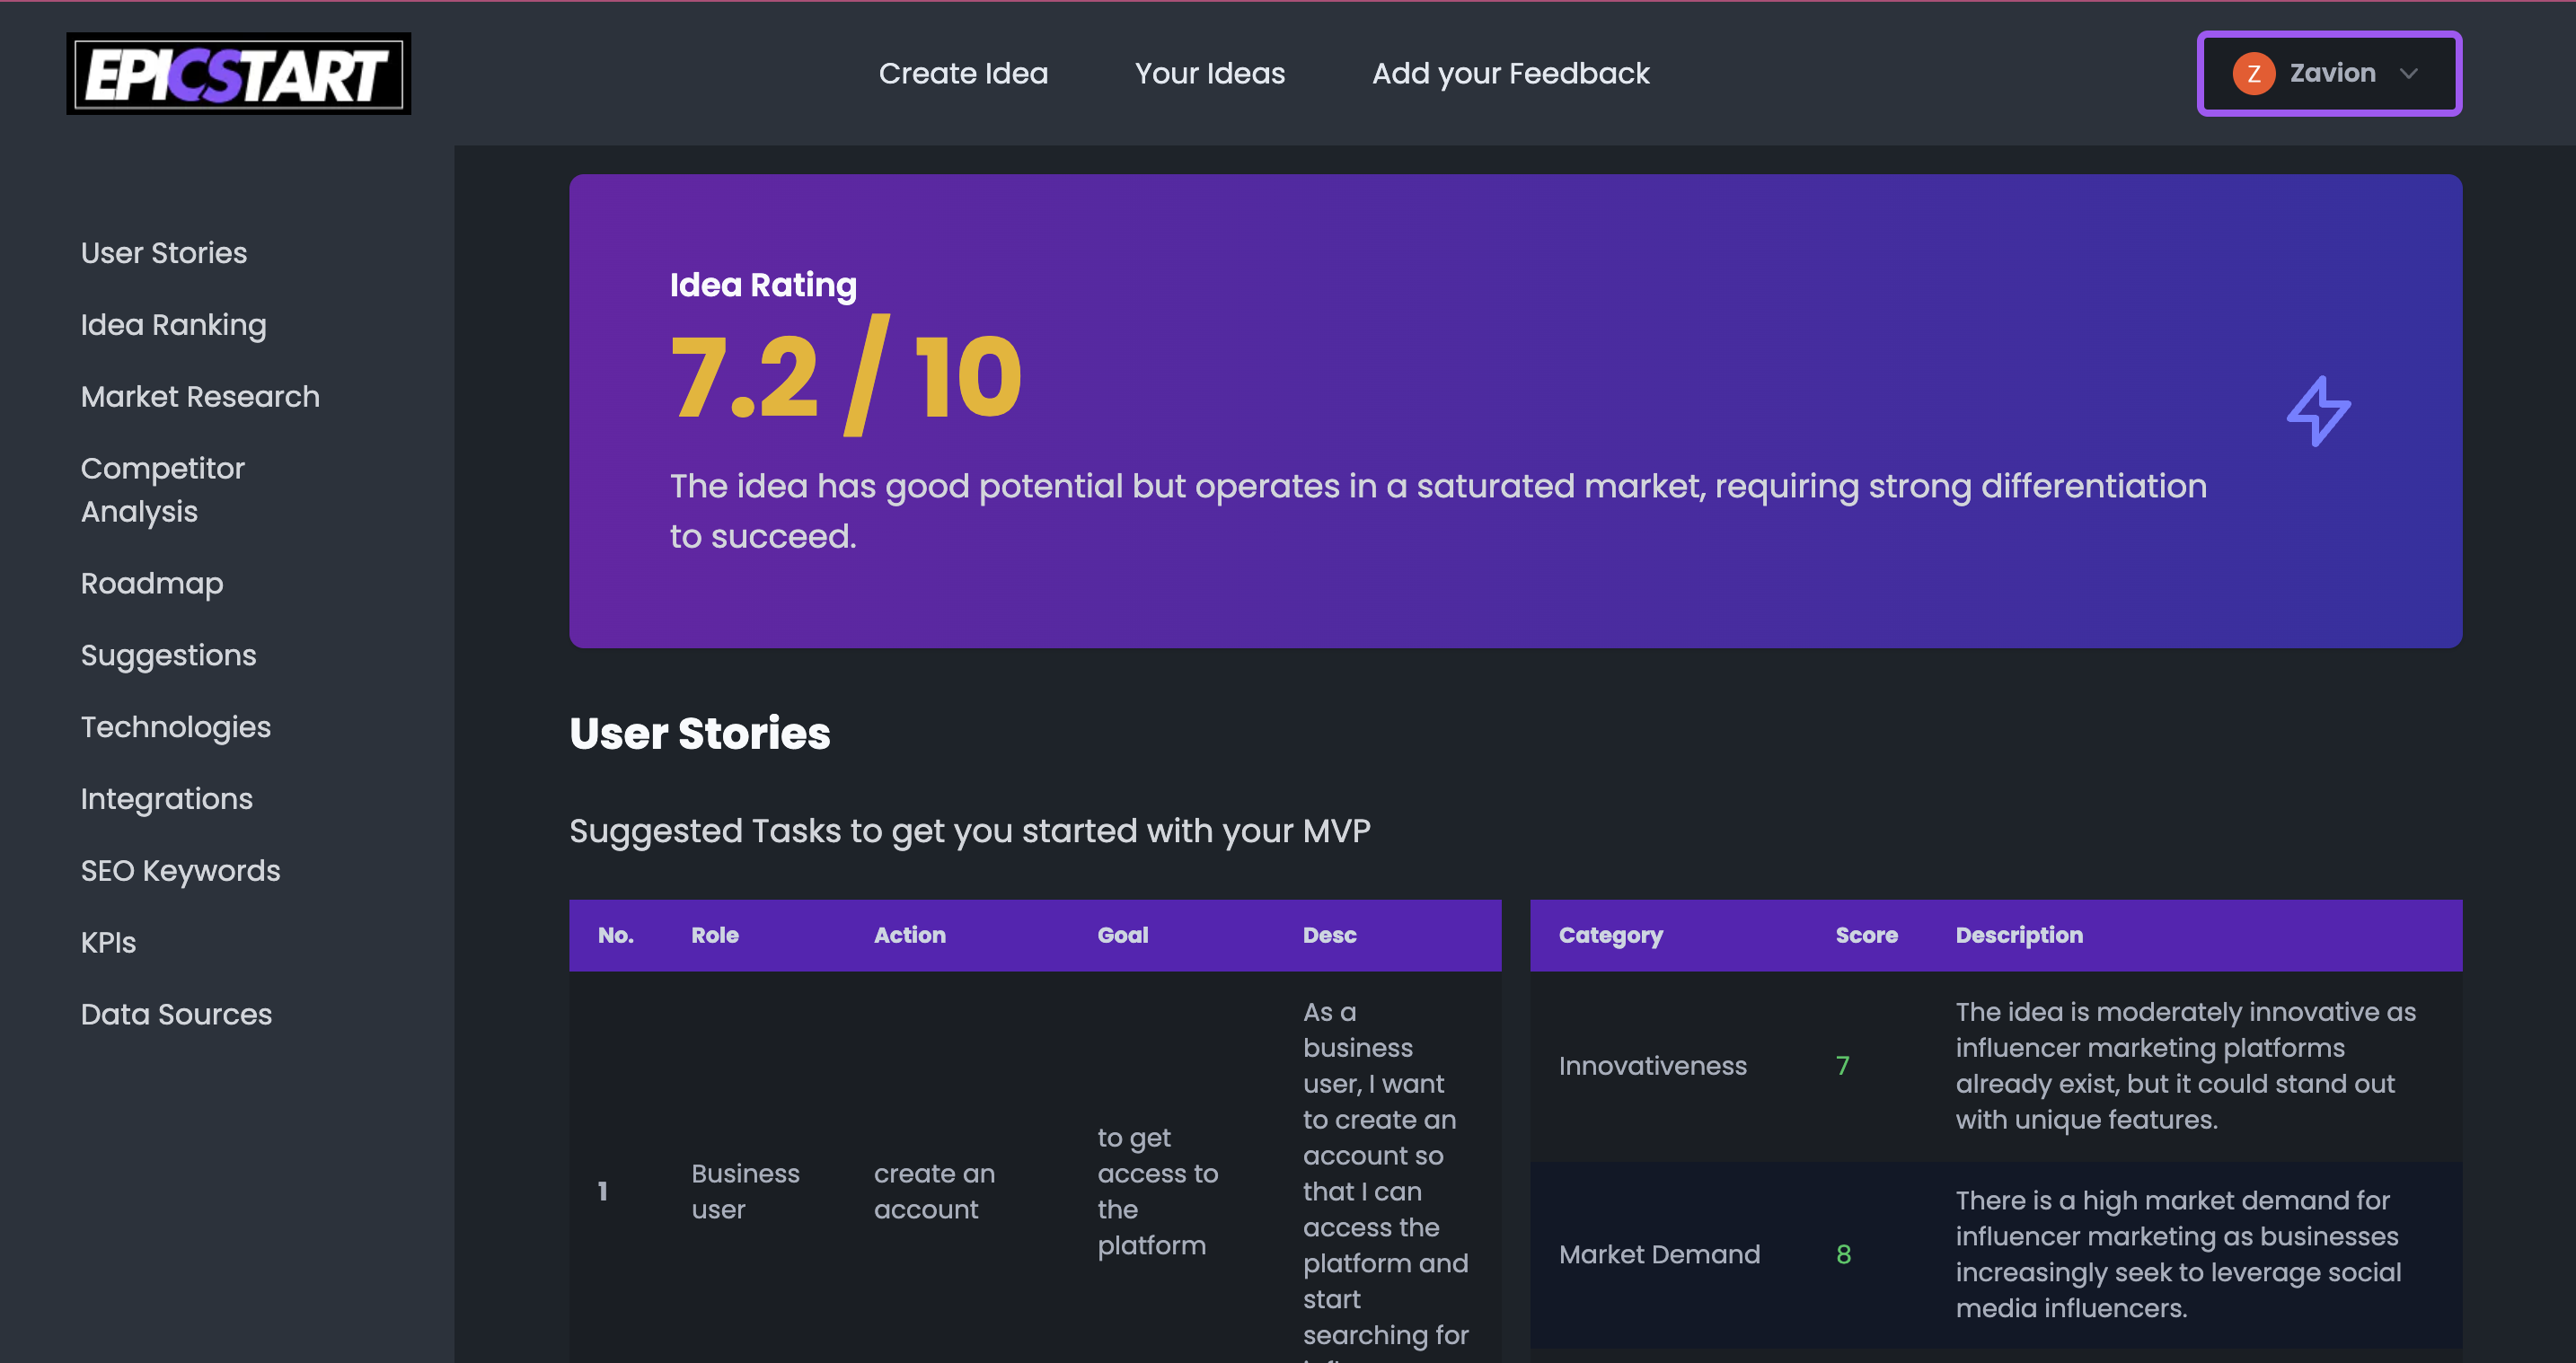 EPICSTART
Create Idea
Your Ideas
Add your Feedback
Z
Zavion
User Stories
Idea Ranking
Market Research
Competitor
Analysis
Roadmap
Suggestions
Technologies
Integrations
SEO Keywords
KPIs
Data Sources
Idea Rating
7.2 / 10
The idea has good potential but operates in a saturated market, requiring strong differentiation
to succeed.
User Stories
Suggested Tasks to get you started with your MVP
No. Role Action Goal Desc
1
Business
user
create an
account
to get
access to
the
platform
As a
business
user, I want
to create an
account so
that I can
access the
platform and
start
searching for
Category Score Description
Innovativeness
7
The idea is moderately innovative as
influencer marketing platforms
already exist, but it could stand out
with unique features.
Market Demand
8
There is a high market demand for
influencer marketing as businesses
increasingly seek to leverage social
media influencers.